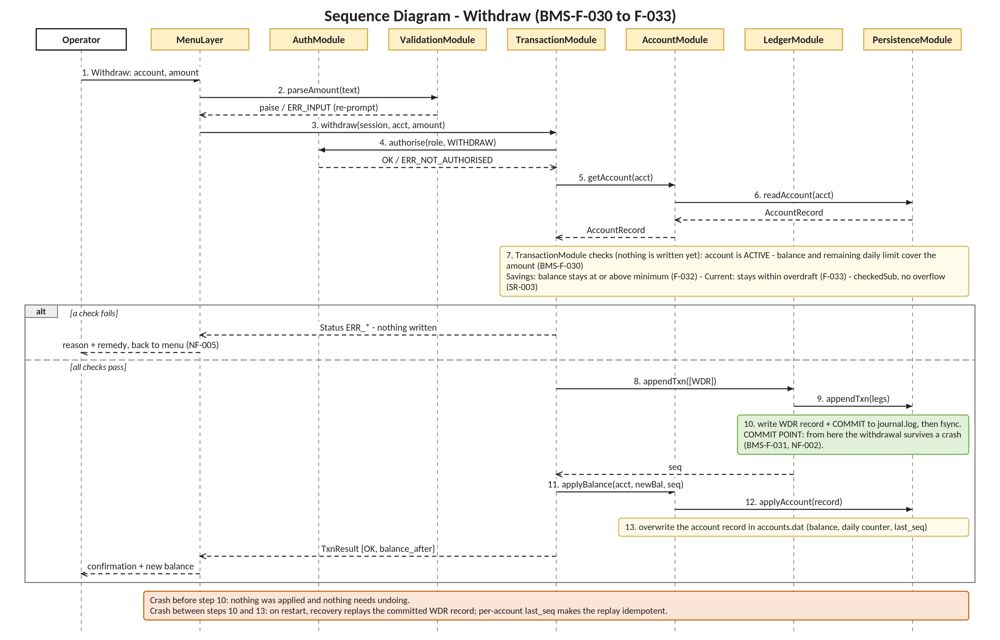 Sequence Diagram - Withdraw (BMS-F-030 to F-033)
Operator
MenuLayer
AuthModule
ValidationModule
TransactionModule
AccountModule
LedgerModule
PersistenceModule
1. Withdraw: account, amount
2. parseAmount(text)
paise / ERR_INPUT (re-prompt)
3. withdraw(session, acct, amount)
4. authorise(role, WITHDRAW)
OK / ERR_NOT_AUTHORISED
5. getAccount(acct)
6. readAccount(acct)
AccountRecord
AccountRecord
7. TransactionModule checks (nothing is written yet): account is ACTIVE - balance and remaining daily limit cover the
amount (BMS-F-030)
Savings: balance stays at or above minimum (F-032) - Current: stays within overdraft (F-033) - checkedSub, no overflow
(SR-003)
alt
[a check fails]
Status ERR_* - nothing written
reason + remedy, back to menu (NF-005)
[all checks pass]
8. appendTxn([WDR])
9. appendTxn(legs)
10. write WDR record + COMMIT to journal.log, then fsync.
COMMIT POINT: from here the withdrawal survives a crash
(BMS-F-031, NF-002).
seq
11. applyBalance(acct, newBal, seq)
12. applyAccount(record)
13. overwrite the account record in accounts.dat (balance, daily counter, last_seq)
TxnResult {OK, balance_after}
confirmation + new balance
Crash before step 10: nothing was applied and nothing needs undoing.
Crash between steps 10 and 13: on restart, recovery replays the committed WDR record; per-account last_seq makes the replay idempotent.